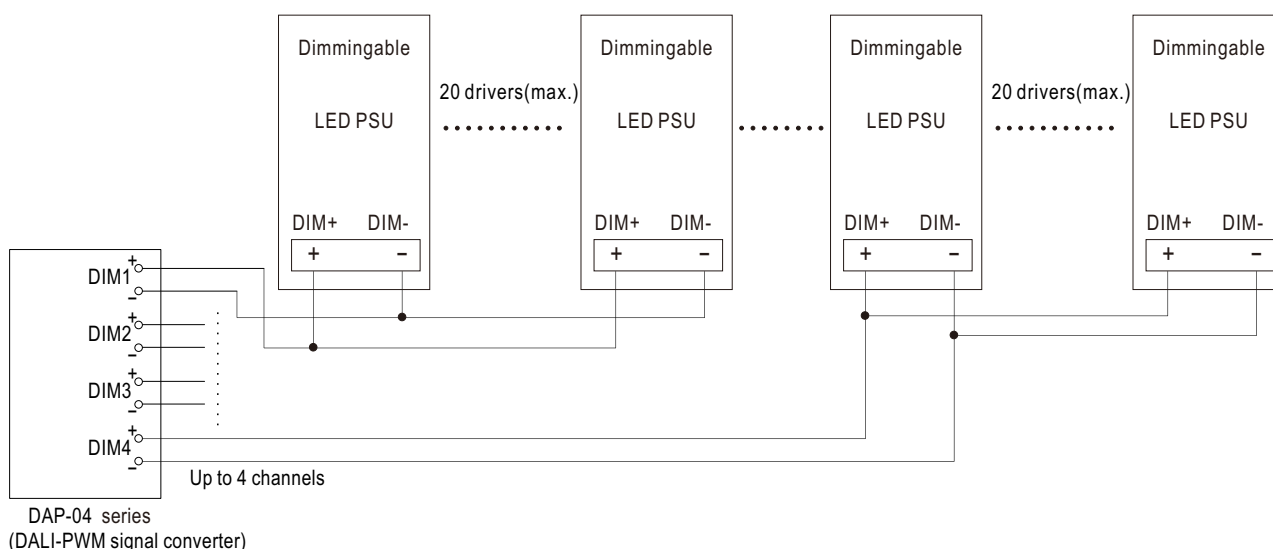 Dimmingable
Dimmingable
Dimmingable
Dimmingable
20 drivers(max.)
20 drivers(max.)
LED PSU
LED PSU
LED PSU
LED PSU
DIM+ DIM-
DIM+ DIM-
DIM+ DIM-
DIM+ DIM-
+ −
+ −
+ −
+ −
+
DIM1
−
+
DIM2
−
+
DIM3
−
+
DIM4
−
Up to 4 channels
DAP-04 series
(DALI-PWM signal converter)